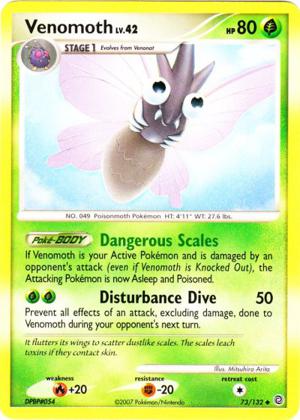 Venomoth LV.42 HP 80
STAGE 1 Evolves from Venonat
NO. 049 Poisonmoth Pokémon HT: 4'11" WT: 27.6 lbs.
Poké-BODY Dangerous Scales
If Venomoth is your Active Pokémon and is damaged by an
opponent's attack (even if Venomoth is Knocked Out), the
Attacking Pokémon is now Asleep and Poisoned.
Disturbance Dive 50
Prevent all effects of an attack, excluding damage, done to
Venomoth during your opponent's next turn.
It flutters its wings to scatter dustlike scales. The scales leach
toxins if they contact skin.
Illus. Mitsuhiro Arita
weakness resistance retreat cost
+20 -20
DPBP#054 ©2007 Pokémon/Nintendo 73/132